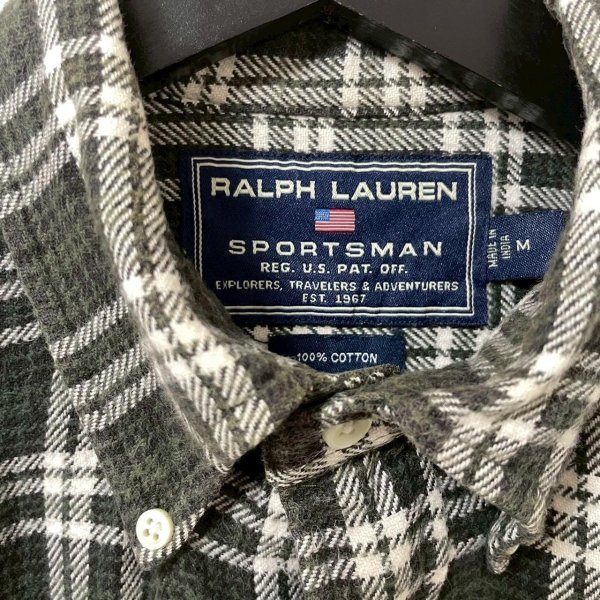 RALPH LAUREN
SPORTSMAN
REG. U.S. PAT. OFF.
EXPLORERS, TRAVELERS & ADVENTURERS
EST. 1967
MADE IN
INDIA
M
100% COTTON